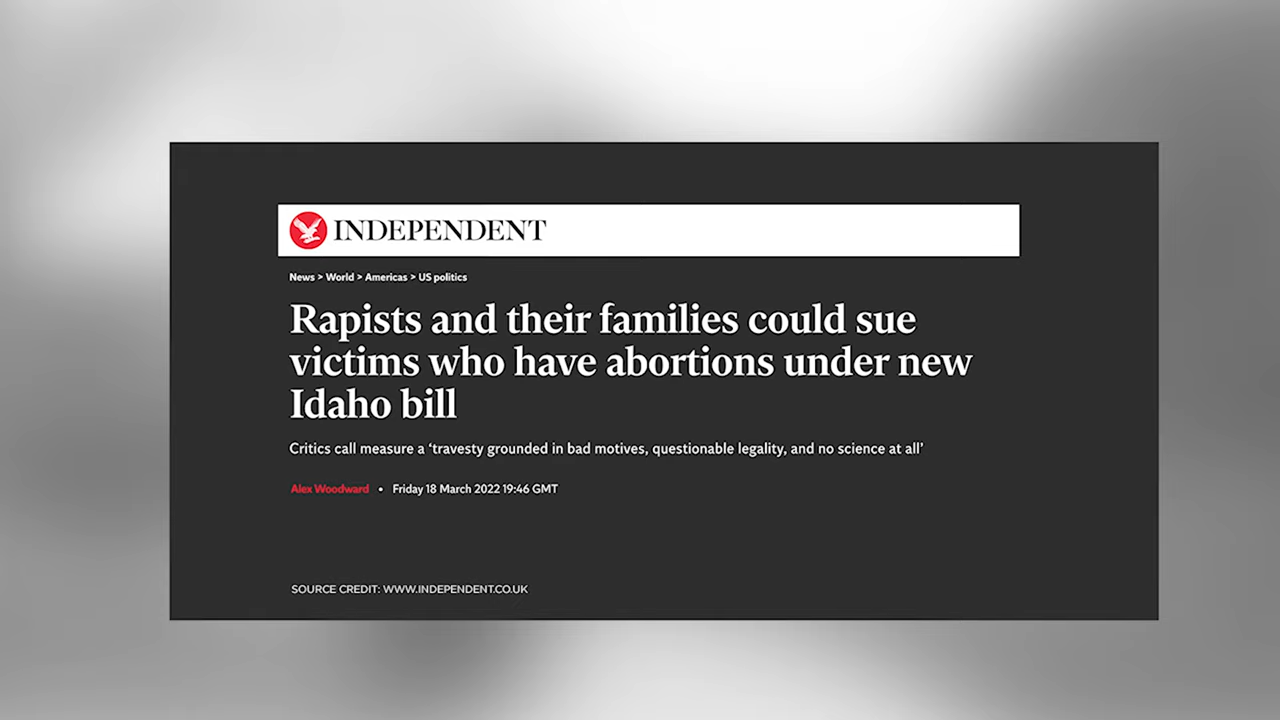 INDEPENDENT
News > World > Americas > US politics
Rapists and their families could sue
victims who have abortions under new
Idaho bill
Critics call measure a ‘travesty grounded in bad motives, questionable legality, and no science at all’
Alex Woodward • Friday 18 March 2022 19:46 GMT
SOURCE CREDIT: WWW.INDEPENDENT.CO.UK